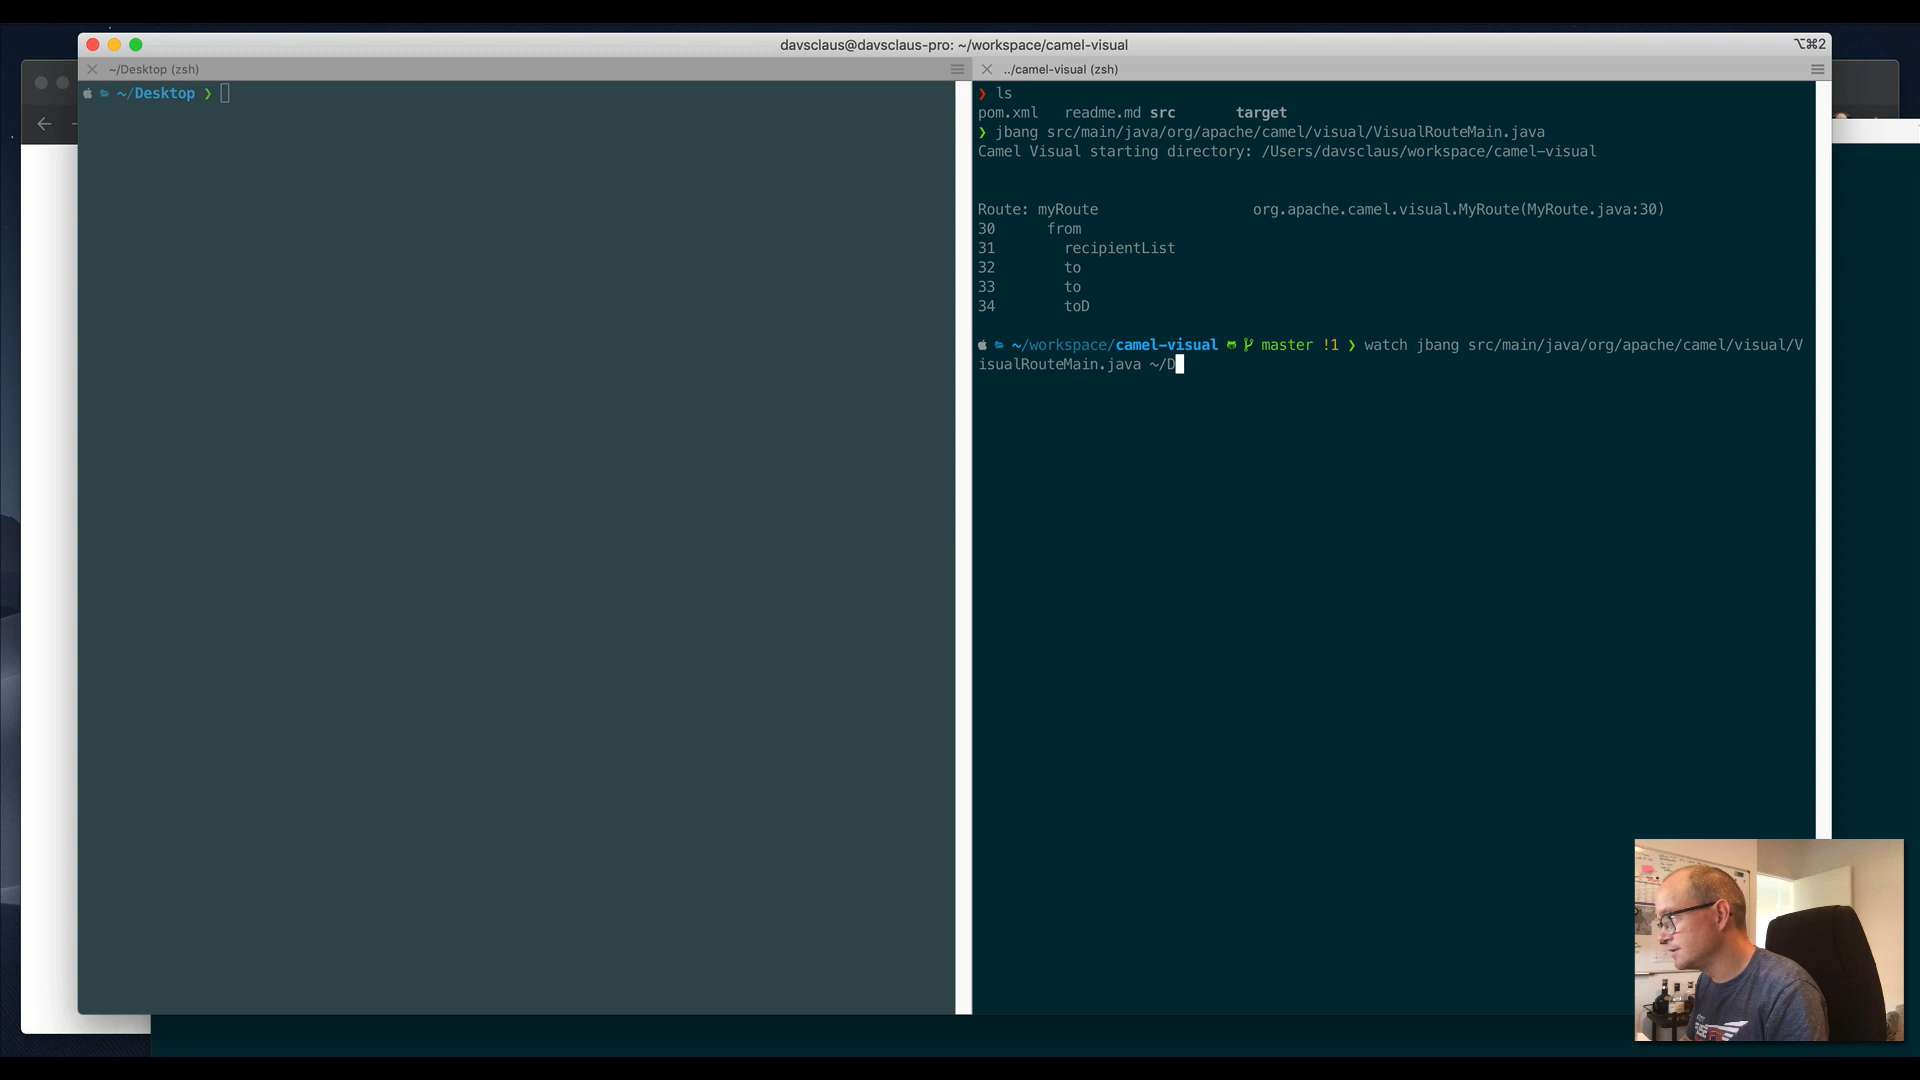 davsclaus@davsclaus-pro: ~/workspace/camel-visual
⌥⌘2
~/Desktop (zsh)
~/Desktop ❯
../camel-visual (zsh)
❯ ls
pom.xml readme.md src target
❯ jbang src/main/java/org/apache/camel/visual/VisualRouteMain.java
Camel Visual starting directory: /Users/davsclaus/workspace/camel-visual
Route: myRoute org.apache.camel.visual.MyRoute(MyRoute.java:30)
30 from
31 recipientList
32 to
33 to
34 toD
~/workspace/camel-visual master !1 ❯ watch jbang src/main/java/org/apache/camel/visual/V
isualRouteMain.java ~/D